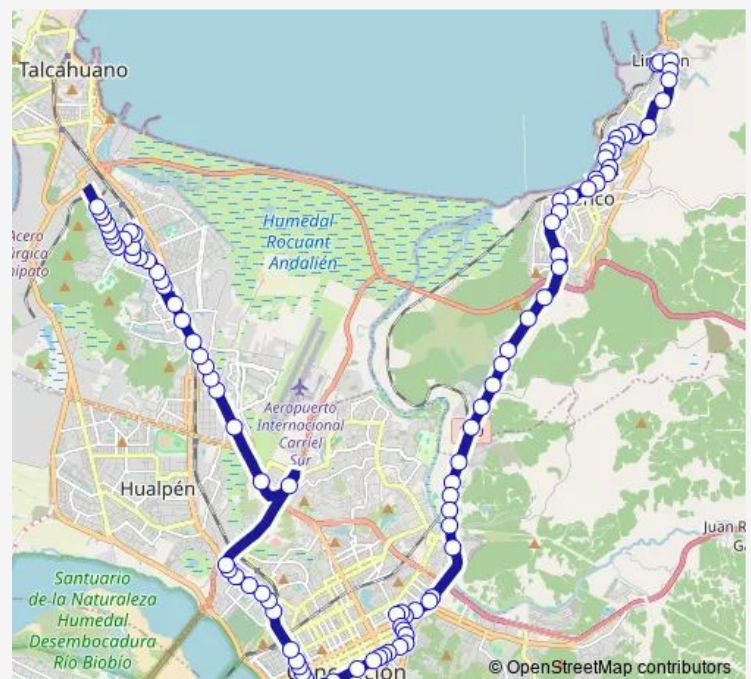 Talcahuano
Humedal
Rocuant
Andalién
Aeropuerto
Internacional
Carriel
Sur
Hualpén
Juan R
Santuario
de la Naturaleza
Humedal
Desembocadura
Río Biobío
© OpenStreetMap contributors